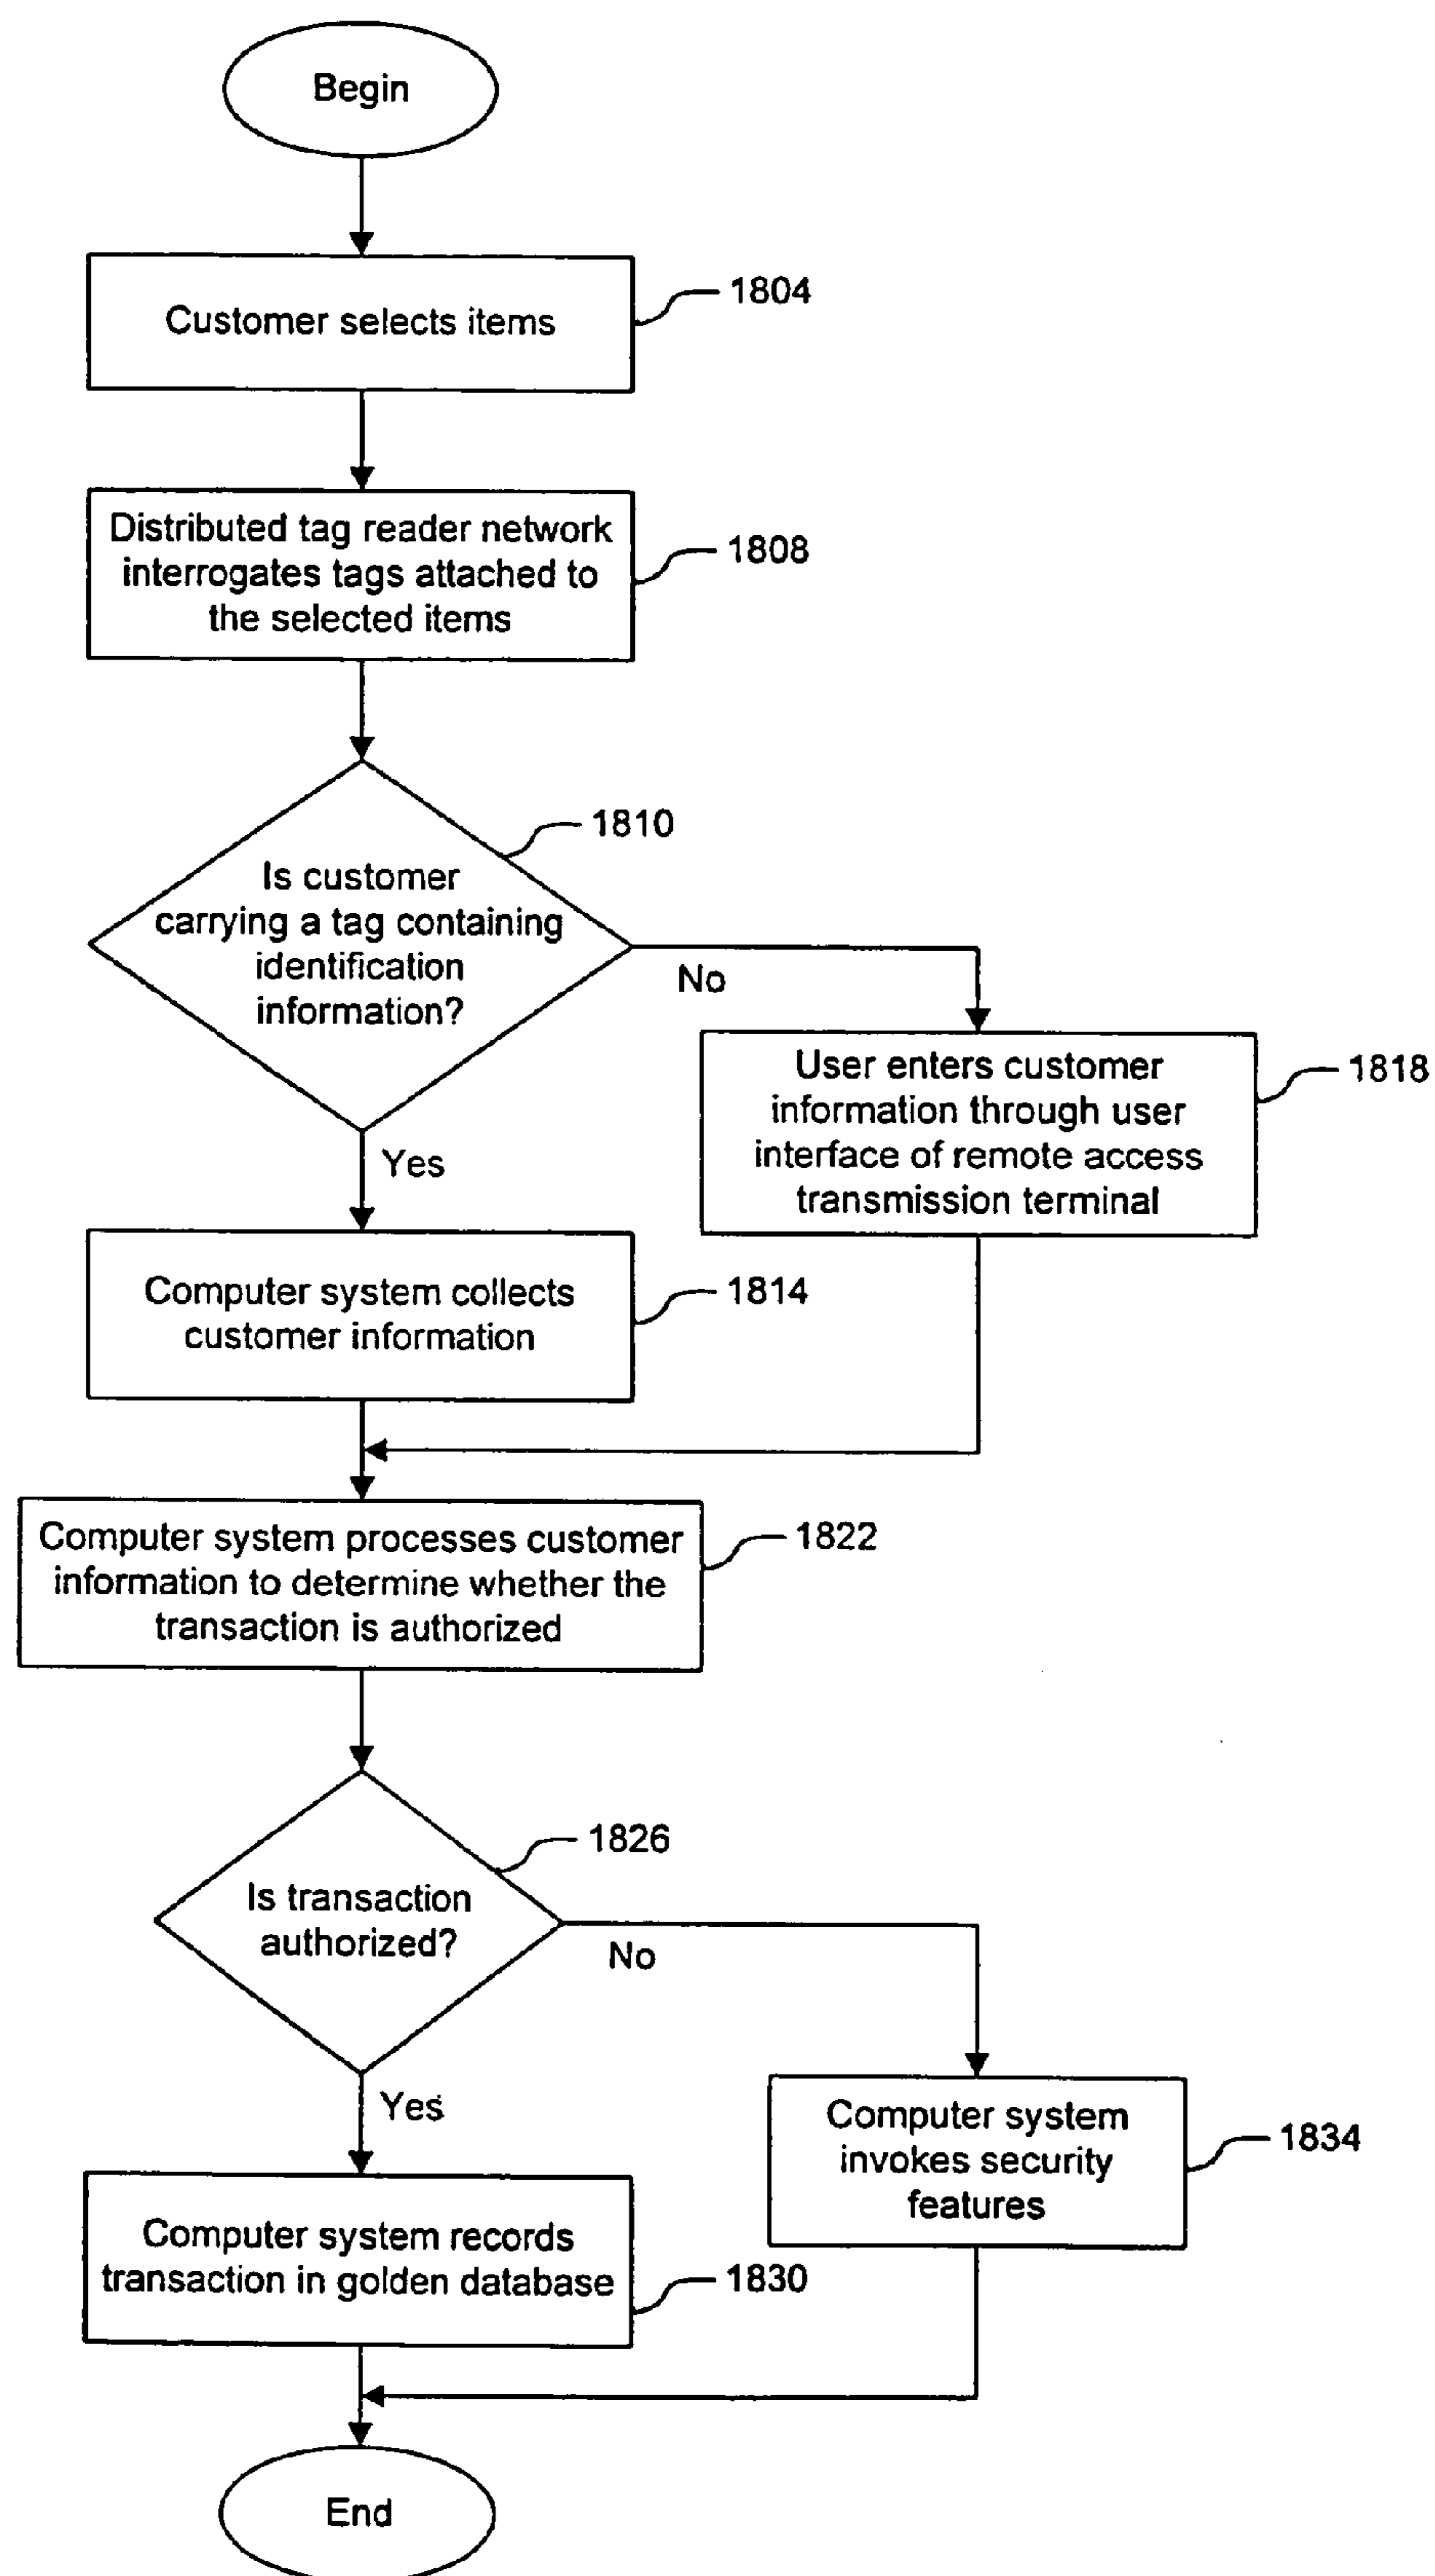 Begin
Customer selects items
1804
Distributed tag reader network
interrogates tags attached to
the selected items
1808
1810
Is customer
carrying a tag containing
identification
information?
No
Yes
User enters customer
information through user
interface of remote access
transmission terminal
1818
Computer system collects
customer information
1814
Computer system processes customer
information to determine whether the
transaction is authorized
1822
1826
Is transaction
authorized?
No
Yes
Computer system
invokes security
features
1834
Computer system records
transaction in golden database
1830
End